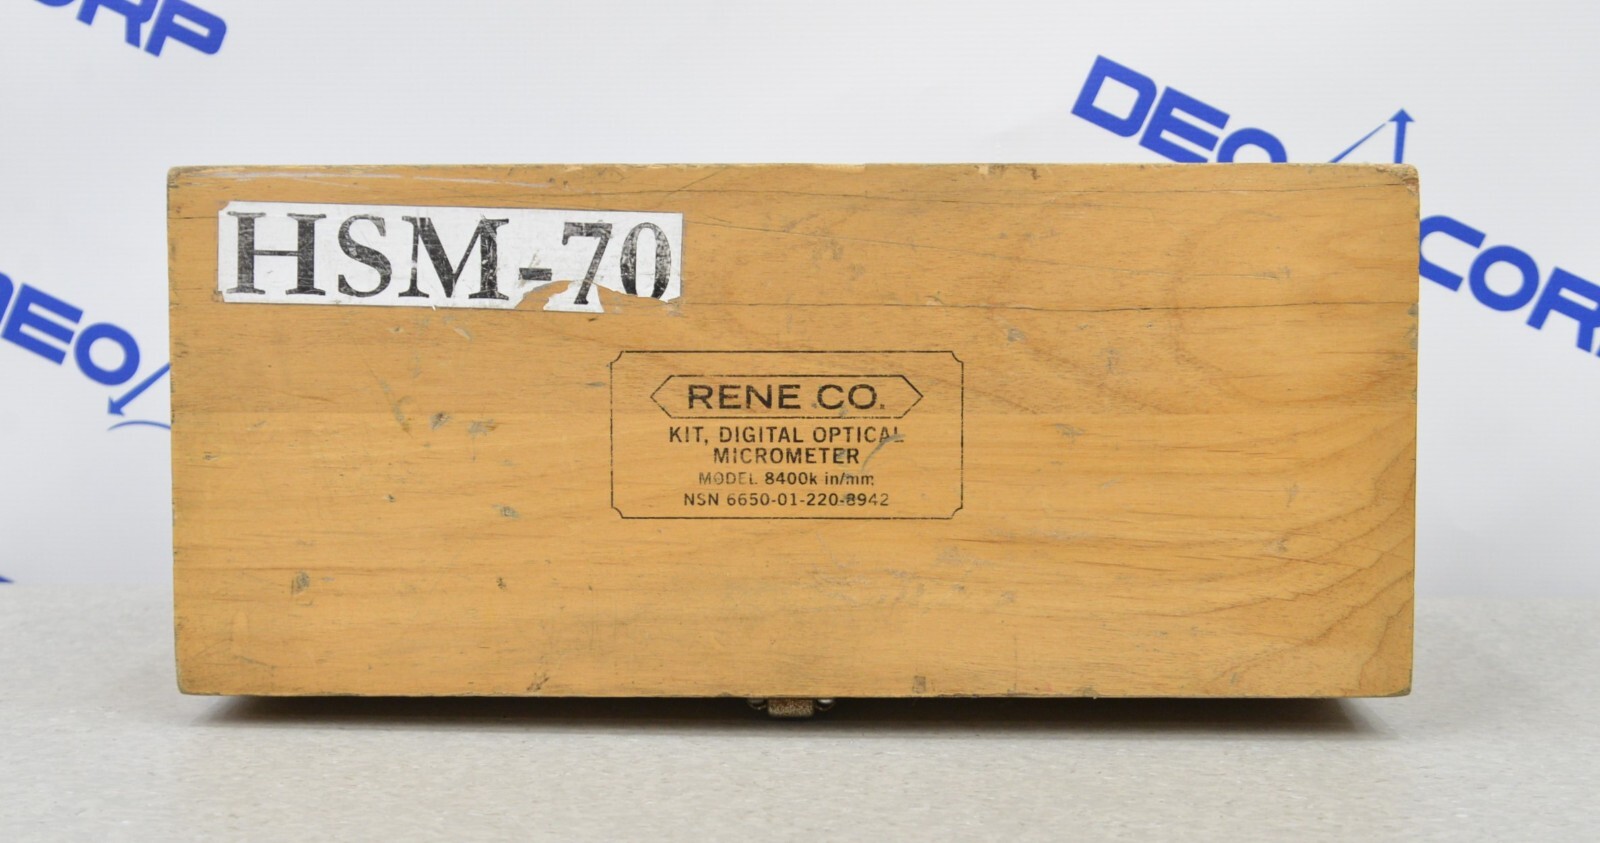 CORP
DEO
CORP
DEO
HSM-70
RENE CO.
KIT, DIGITAL OPTICAL
MICROMETER
MODEL 8400k in/mm
NSN 6650-01-220-8942